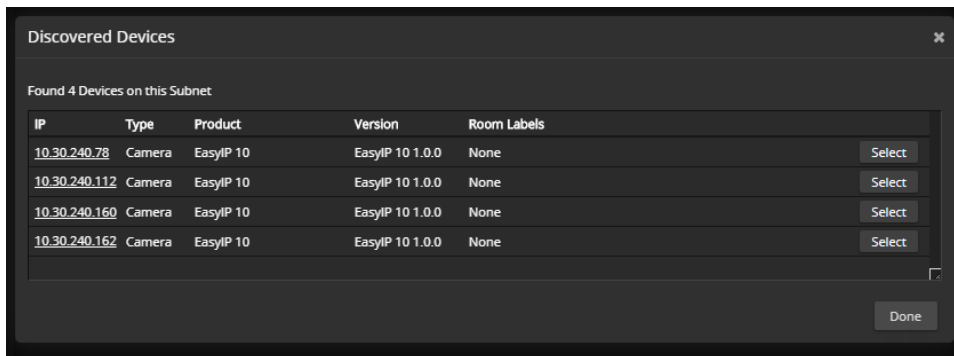 Discovered Devices ×
Found 4 Devices on this Subnet
IP Type Product Version Room Labels
10.30.240.78 Camera EasyIP 10 EasyIP 10 1.0.0 None Select
10.30.240.112 Camera EasyIP 10 EasyIP 10 1.0.0 None Select
10.30.240.160 Camera EasyIP 10 EasyIP 10 1.0.0 None Select
10.30.240.162 Camera EasyIP 10 EasyIP 10 1.0.0 None Select
Done